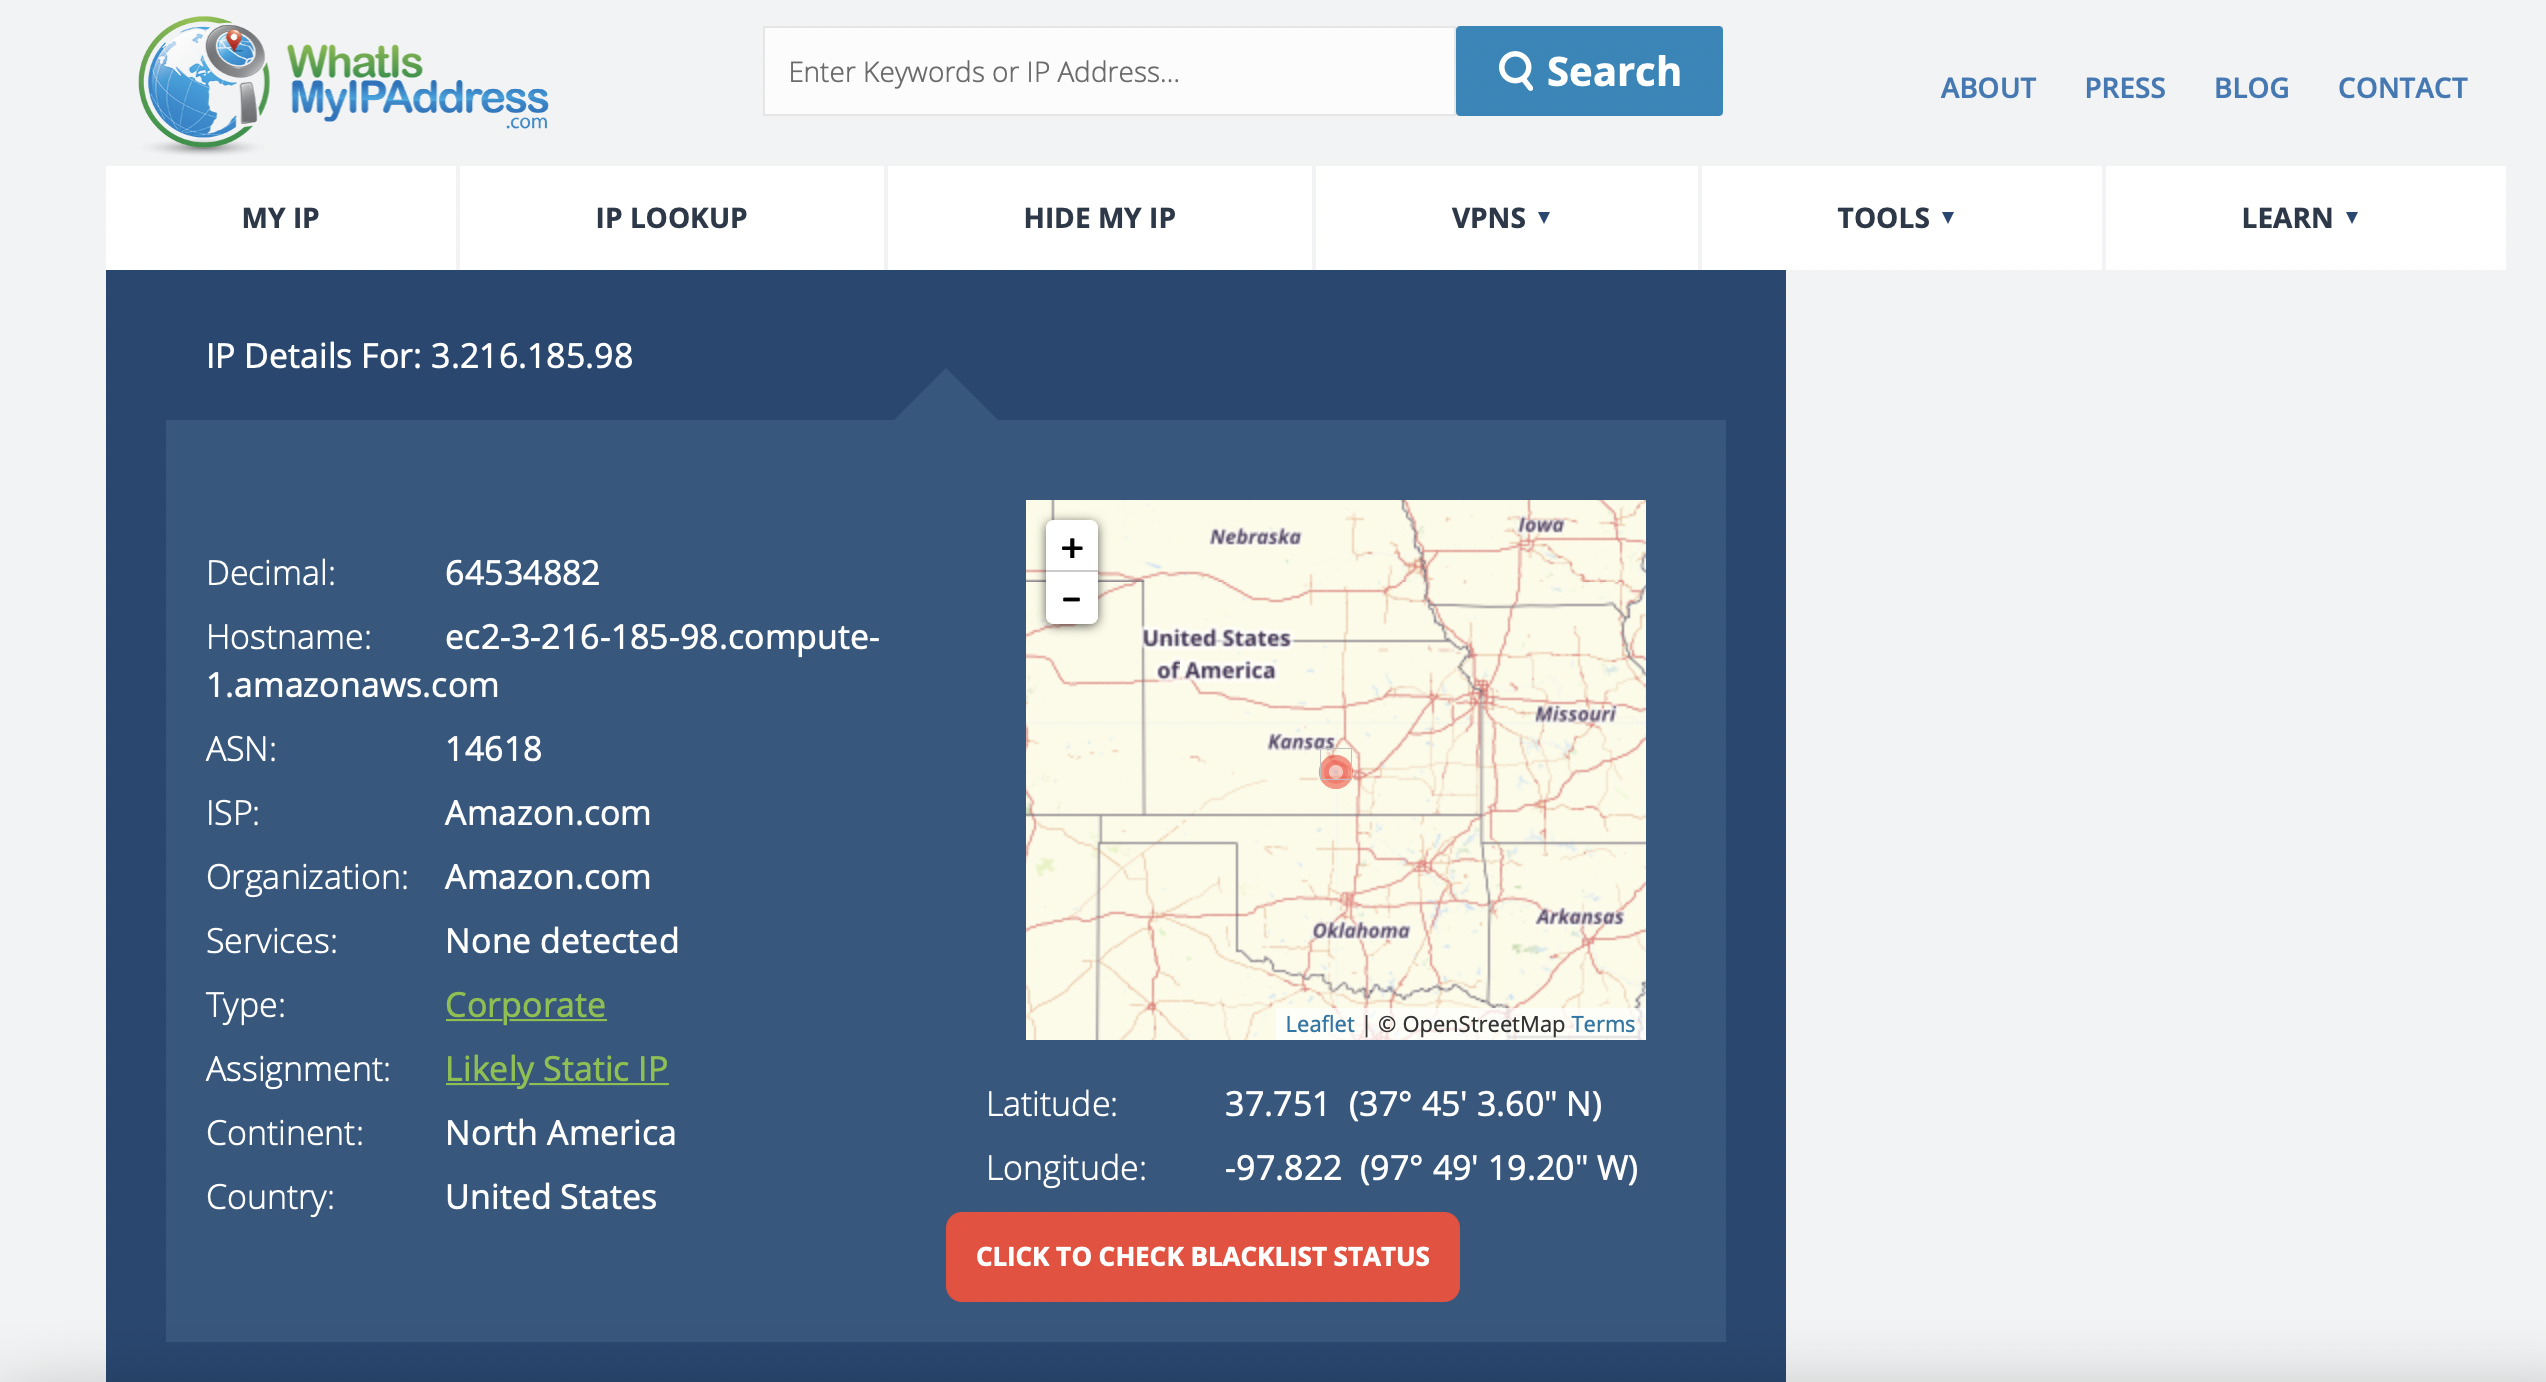 WhatIs
MyIPAddress
.com
Enter Keywords or IP Address...
Search
ABOUT PRESS BLOG CONTACT
MY IP IP LOOKUP HIDE MY IP VPNS ▼ TOOLS ▼ LEARN ▼
IP Details For: 3.216.185.98
Decimal: 64534882
Hostname: ec2-3-216-185-98.compute-
1.amazonaws.com
ASN: 14618
ISP: Amazon.com
Organization: Amazon.com
Services: None detected
Type: Corporate
Assignment: Likely Static IP
Continent: North America
Country: United States
+
−
Nebraska
Iowa
United States
of America
Missouri
Kansas
Arkansas
Oklahoma
Leaflet | © OpenStreetMap Terms
Latitude: 37.751 (37° 45' 3.60" N)
Longitude: -97.822 (97° 49' 19.20" W)
CLICK TO CHECK BLACKLIST STATUS